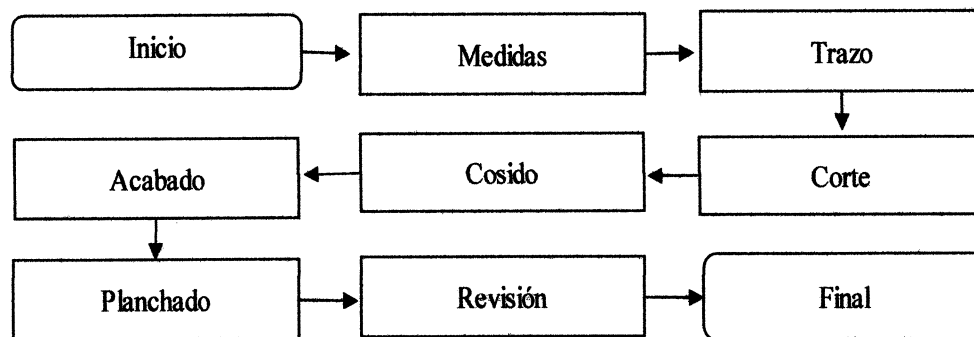 Inicio
Medidas
Trazo
Corte
Cosido
Acabado
Planchado
Revisión
Final